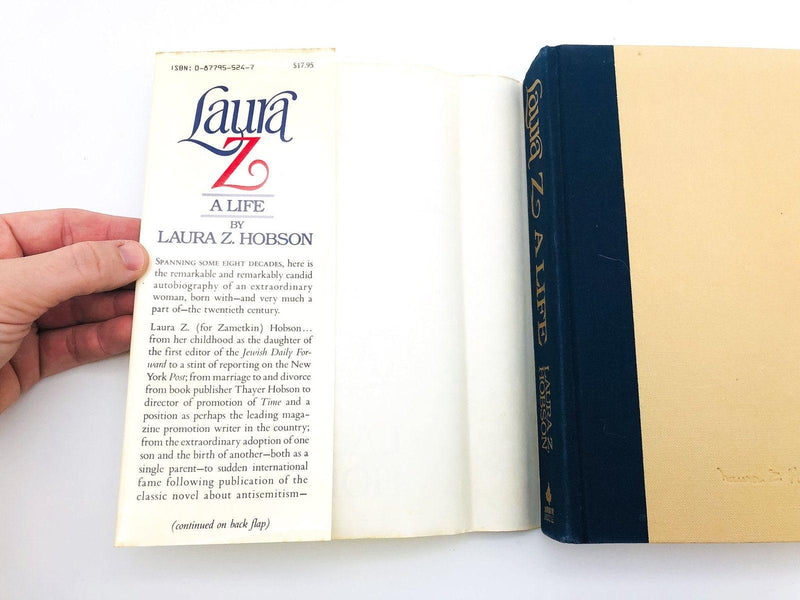 ISBN: 0-87795-524-7 $17.95
Laura
Z
A LIFE
BY
LAURA Z. HOBSON
SPANNING SOME EIGHT DECADES, here is
the remarkable and remarkably candid
autobiography of an extraordinary
woman, born with—and very much a
part of—the twentieth century.
Laura Z. (for Zametkin) Hobson...
from her childhood as the daughter of
the first editor of the Jewish Daily For-
ward to a stint of reporting on the New
York Post; from marriage to and divorce
from book publisher Thayer Hobson to
director of promotion of Time and a
position as perhaps the leading maga-
zine promotion writer in the country;
from the extraordinary adoption of one
son and the birth of another—both as a
single parent—to sudden international
fame following publication of the
classic novel about antisemitism—
(continued on back flap)
Laura Z A LIFE
LAURA Z.
HOBSON